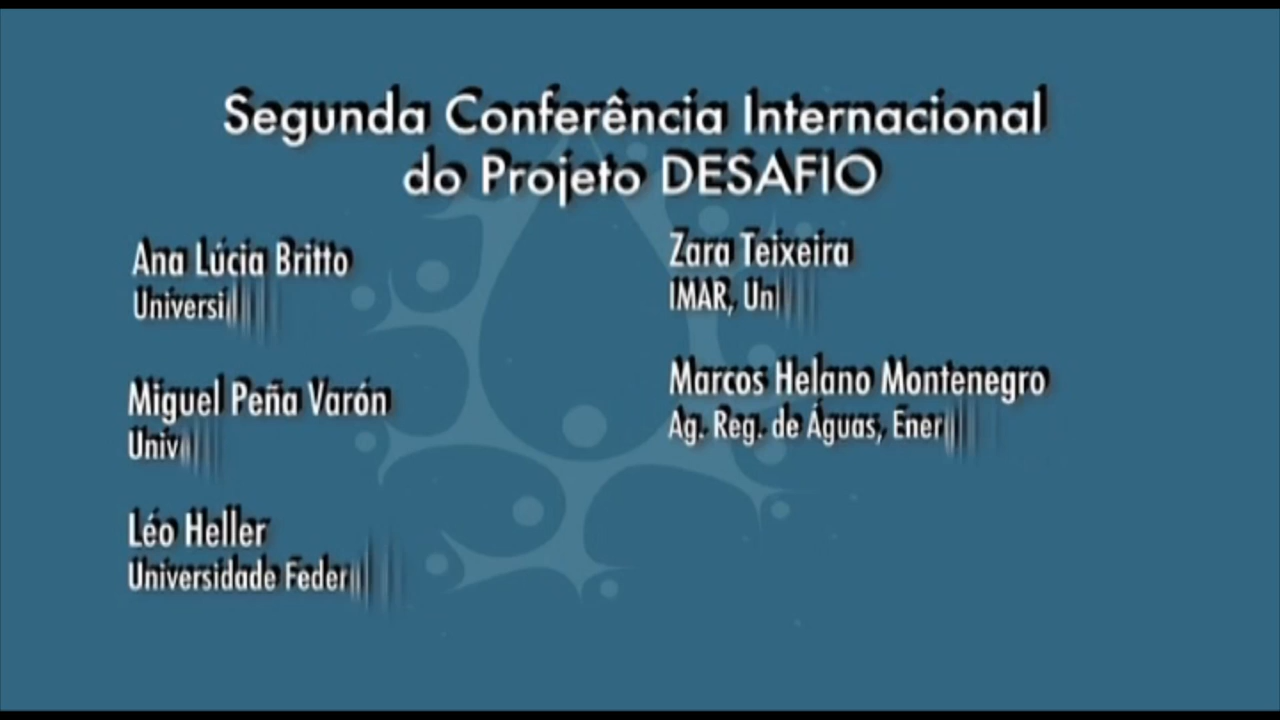 Segunda Conferência Internacional
do Projeto DESAFIO
Ana Lúcia Britto
Universi
Miguel Peña Varón
Univ
Léo Heller
Universidade Feder
Zara Teixeira
IMAR, Un
Marcos Helano Montenegro
Ag. Reg. de Águas, Ener